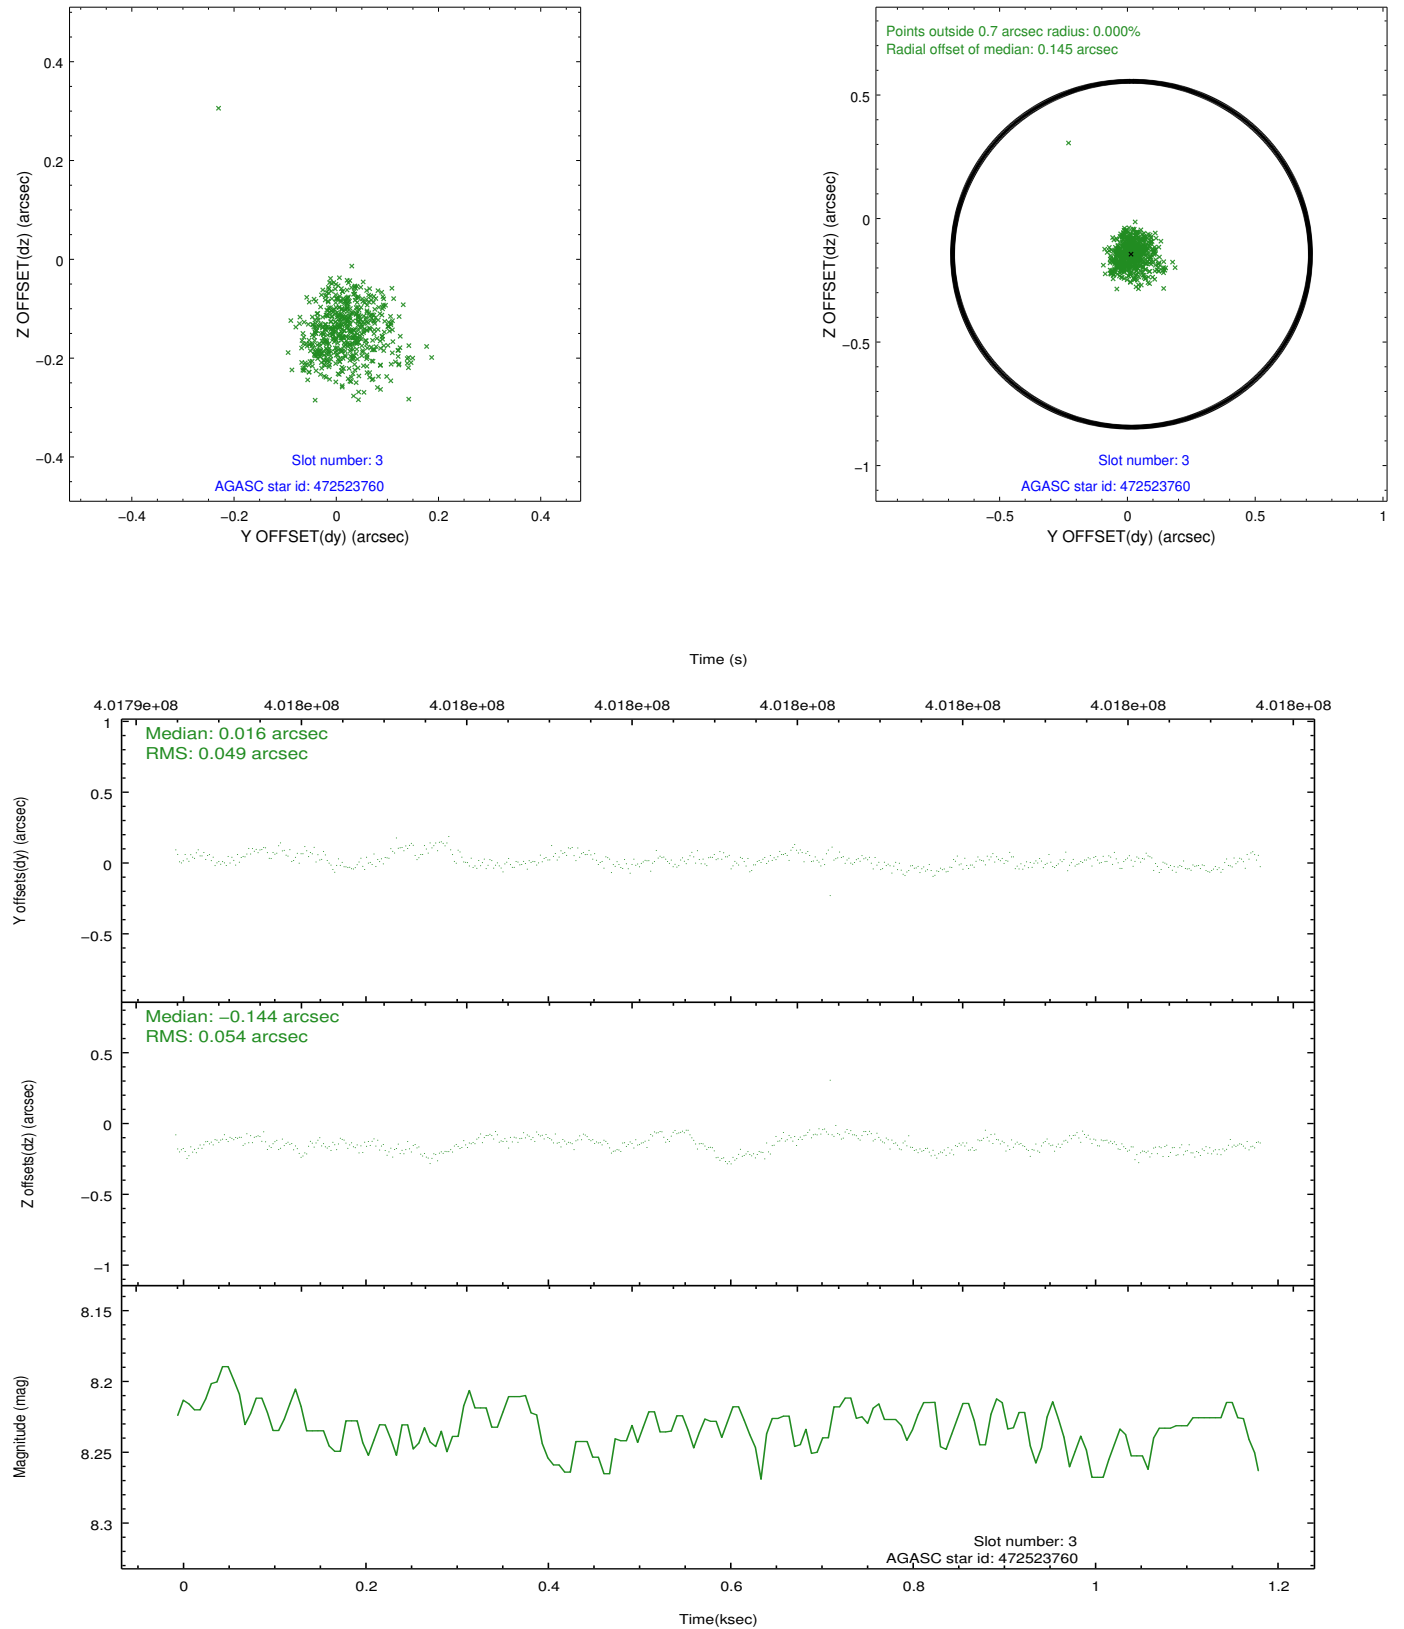 0.4
0.2
0
−0.2
−0.4
Z OFFSET(dz) (arcsec)
Slot number: 3
AGASC star id: 472523760
−0.4 −0.2 0 0.2 0.4
Y OFFSET(dy) (arcsec)
Points outside 0.7 arcsec radius: 0.000%
Radial offset of median: 0.145 arcsec
0.5
0
−0.5
−1
Z OFFSET(dz) (arcsec)
Slot number: 3
AGASC star id: 472523760
−0.5 0 0.5 1
Y OFFSET(dy) (arcsec)
Time (s)
4.0179e+08 4.018e+08 4.018e+08 4.018e+08 4.018e+08 4.018e+08 4.018e+08 4.018e+08
Median: 0.016 arcsec
RMS: 0.049 arcsec
1
0.5
0
−0.5
Y offsets(dy) (arcsec)
Median: −0.144 arcsec
RMS: 0.054 arcsec
0.5
0
−0.5
−1
Z offsets(dz) (arcsec)
8.15
8.2
8.25
8.3
Magnitude (mag)
Slot number: 3
AGASC star id: 472523760
0 0.2 0.4 0.6 0.8 1 1.2
Time(ksec)